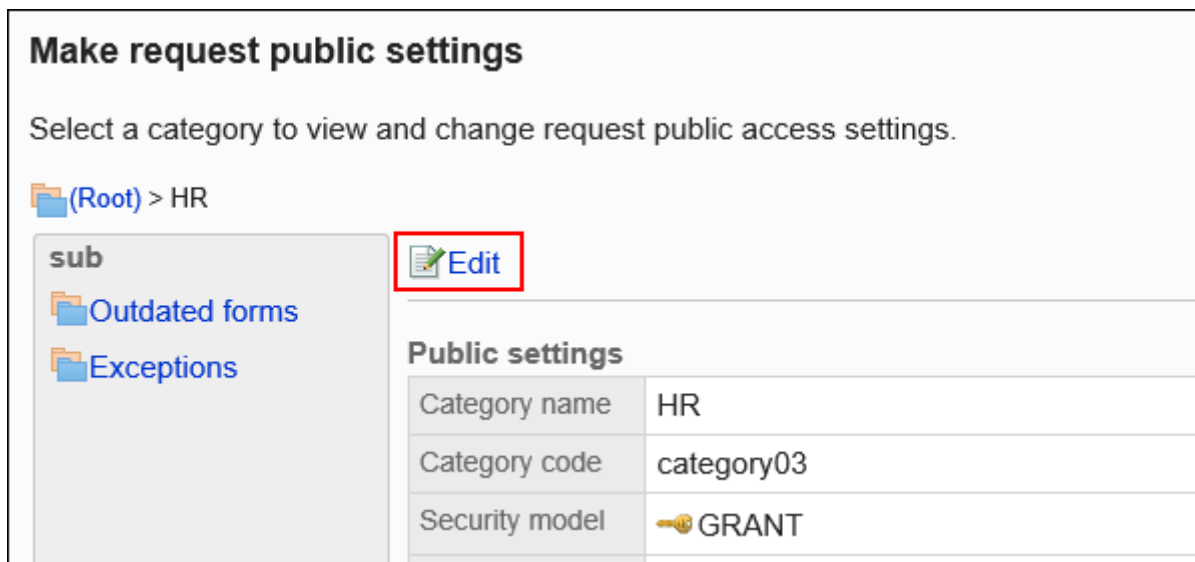 Make request public settings
Select a category to view and change request public access settings.
(Root) > HR
sub
Outdated forms
Exceptions
Edit
Public settings
Category name HR
Category code category03
Security model GRANT